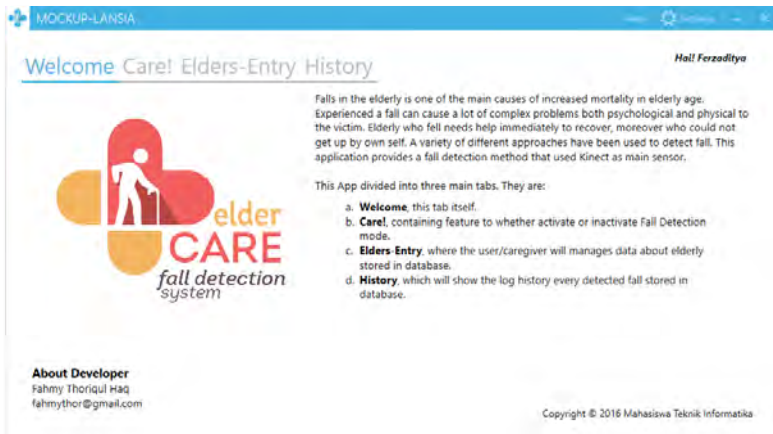 MOCKUP-LANSIA
Welcome Care! Elders-Entry History
Hai! Ferzaditya
Falls in the elderly is one of the main causes of increased mortality in elderly age.
Experienced a fall can cause a lot of complex problems both psychological and physical to
the victim. Elderly who fell needs help immediately to recover, moreover who could not
get up by own self. A variety of different approaches have been used to detect fall. This
application provides a fall detection method that used Kinect as main sensor.
This App divided into three main tabs. They are:
a. Welcome, this tab itself.
b. Care!, containing feature to whether activate or inactivate Fall Detection
mode.
c. Elders-Entry, where the user/caregiver will manages data about elderly
stored in database.
d. History, which will show the log history every detected fall stored in
database.
elder
CARE
fall detection
system
About Developer
Fahmy Thoriqul Haq
fahmythor@gmail.com
Copyright © 2016 Mahasiswa Teknik Informatika